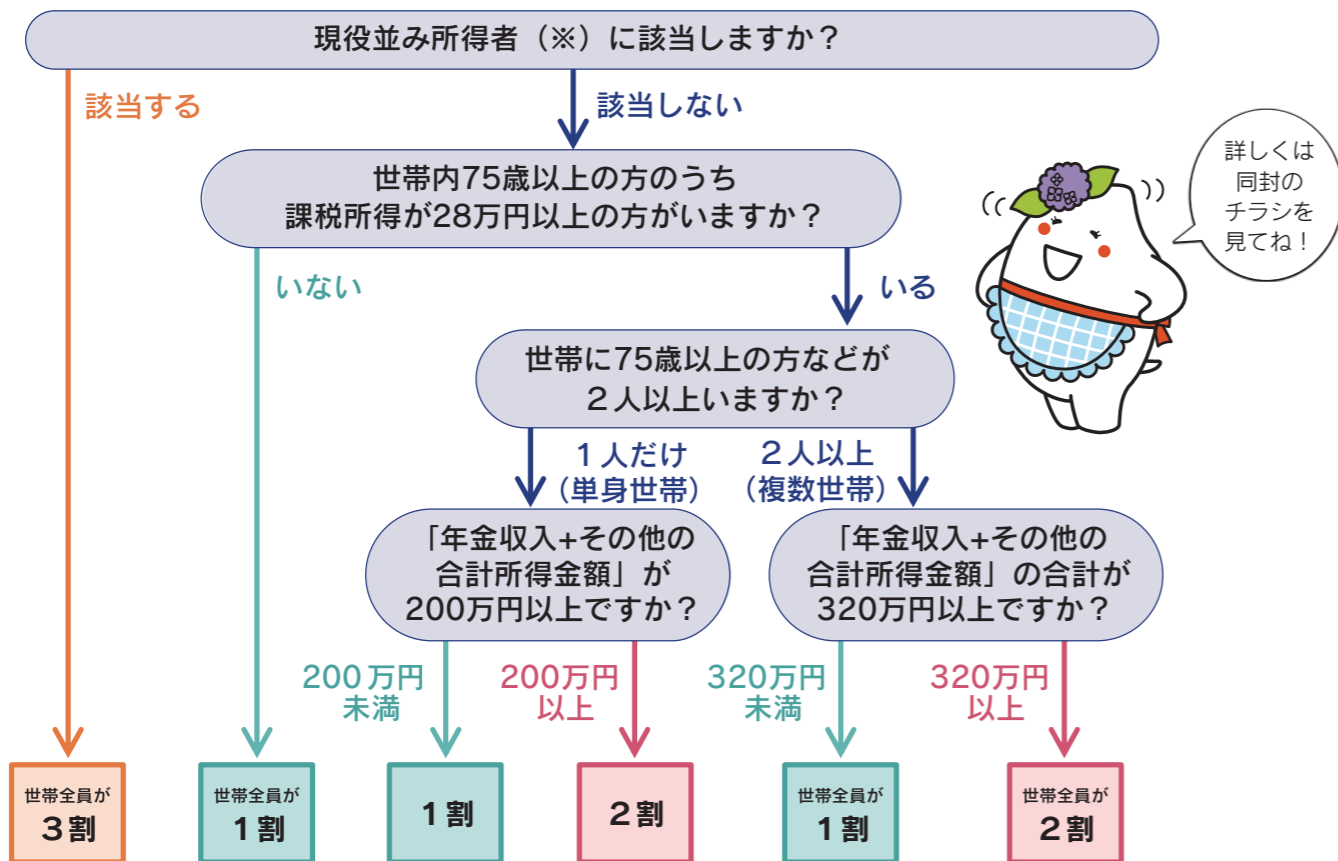 現役並み所得者（※）に該当しますか？
該当する
該当しない
世帯内75歳以上の方のうち
課税所得が28万円以上の方がいますか？
詳しくは
同封の
チラシを
見てね！
いない
いる
世帯に75歳以上の方などが
２人以上いますか？
１人だけ
（単身世帯）
２人以上
（複数世帯）
「年金収入+その他の
合計所得金額」が
200万円以上ですか？
「年金収入+その他の
合計所得金額」の合計が
320万円以上ですか？
200万円
未満
200万円
以上
320万円
未満
320万円
以上
世帯全員が
３割
世帯全員が
１割
１割
２割
世帯全員が
１割
世帯全員が
２割